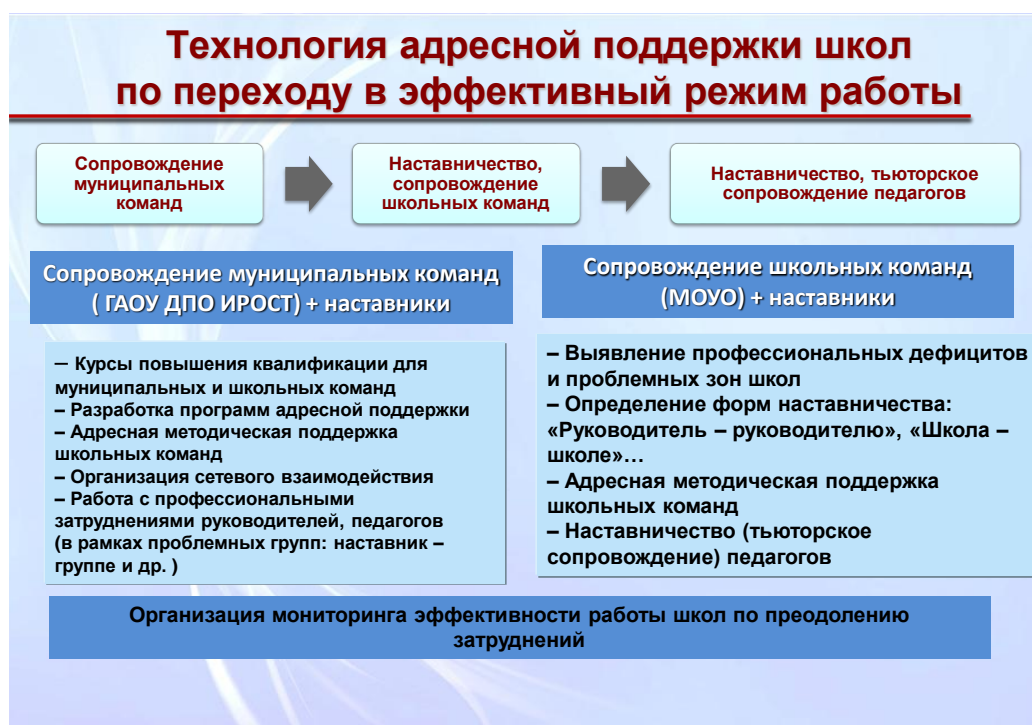 Технология адресной поддержки школ
по переходу в эффективный режим работы
Сопровождение
муниципальных
команд
Наставничество,
сопровождение
школьных команд
Наставничество, тьюторское
сопровождение педагогов
Сопровождение муниципальных команд
( ГАОУ ДПО ИРОСТ) + наставники
– Курсы повышения квалификации для
муниципальных и школьных команд
– Разработка программ адресной поддержки
– Адресная методическая поддержка
школьных команд
– Организация сетевого взаимодействия
– Работа с профессиональными
затруднениями руководителей, педагогов
(в рамках проблемных групп: наставник –
группе и др. )
Сопровождение школьных команд
(МОУО) + наставники
– Выявление профессиональных дефицитов
и проблемных зон школ
– Определение форм наставничества:
«Руководитель – руководителю», «Школа –
школе»…
– Адресная методическая поддержка
школьных команд
– Наставничество (тьюторское
сопровождение) педагогов
Организация мониторинга эффективности работы школ по преодолению
затруднений